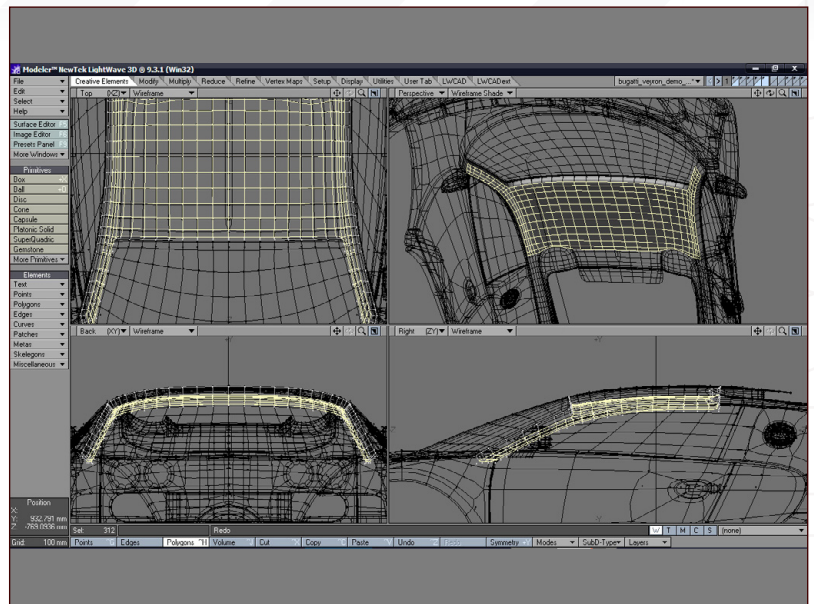 Modeler™ NewTek LightWave 3D ® 9.3.1 (Win32)
File Creative Elements Modify Multiply Reduce Refine Vertex Maps Setup Display Utilities User Tab LWCAD LWCADext bugatti_veyron_demo_...* 1
Edit
Select
Help
Surface Editor F5
Image Editor F6
Presets Panel
More Windows
Primitives
Box
Ball
Disc
Cone
Capsule
Platonic Solid
SuperQuadric
Gemstone
More Primitives
Elements
Text
Points
Polygons
Edges
Curves
Patches
Metas
Skelegons
Miscellaneous
Top (XZ) Wireframe
Perspective Wireframe Shade
Back (XY) Wireframe
Right (ZY) Wireframe
Position
X:
Y: 932.791 mm
Z: -769.0936 mm
Grid: 100 mm
Sel: 312 Redo W T M C S (none)
Points Edges Polygons ^H Volume Cut Copy Paste Undo Redo Symmetry Modes SubD-Type Layers